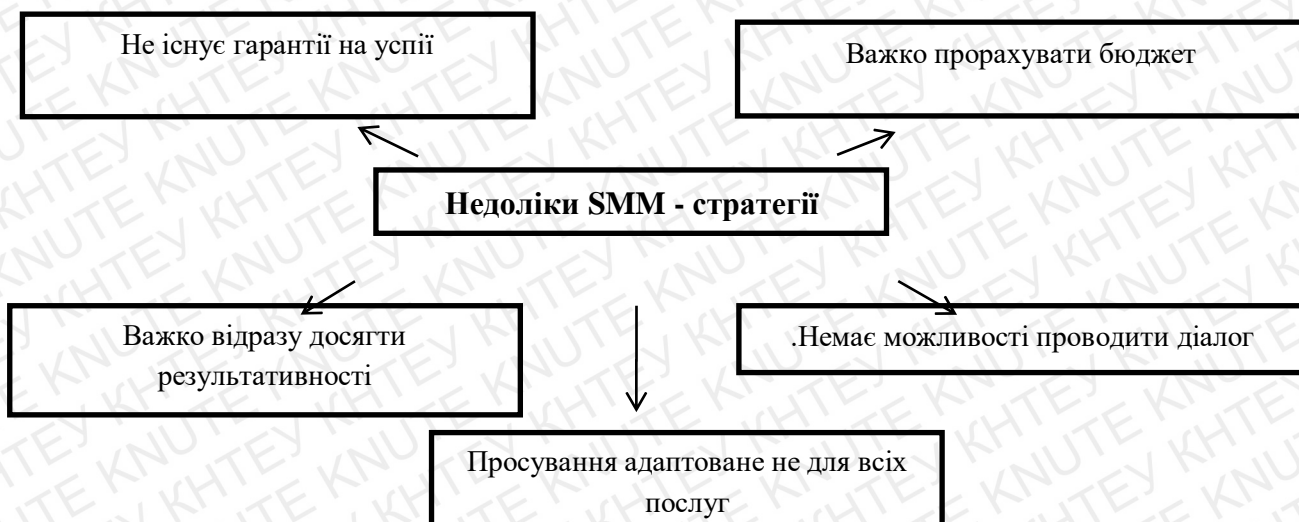 Не існує гарантії на успії
Важко прорахувати бюджет
Недоліки SMM - стратегії
Важко відразу досягти
результативності
.Немає можливості проводити діалог
Просування адаптоване не для всіх
послуг